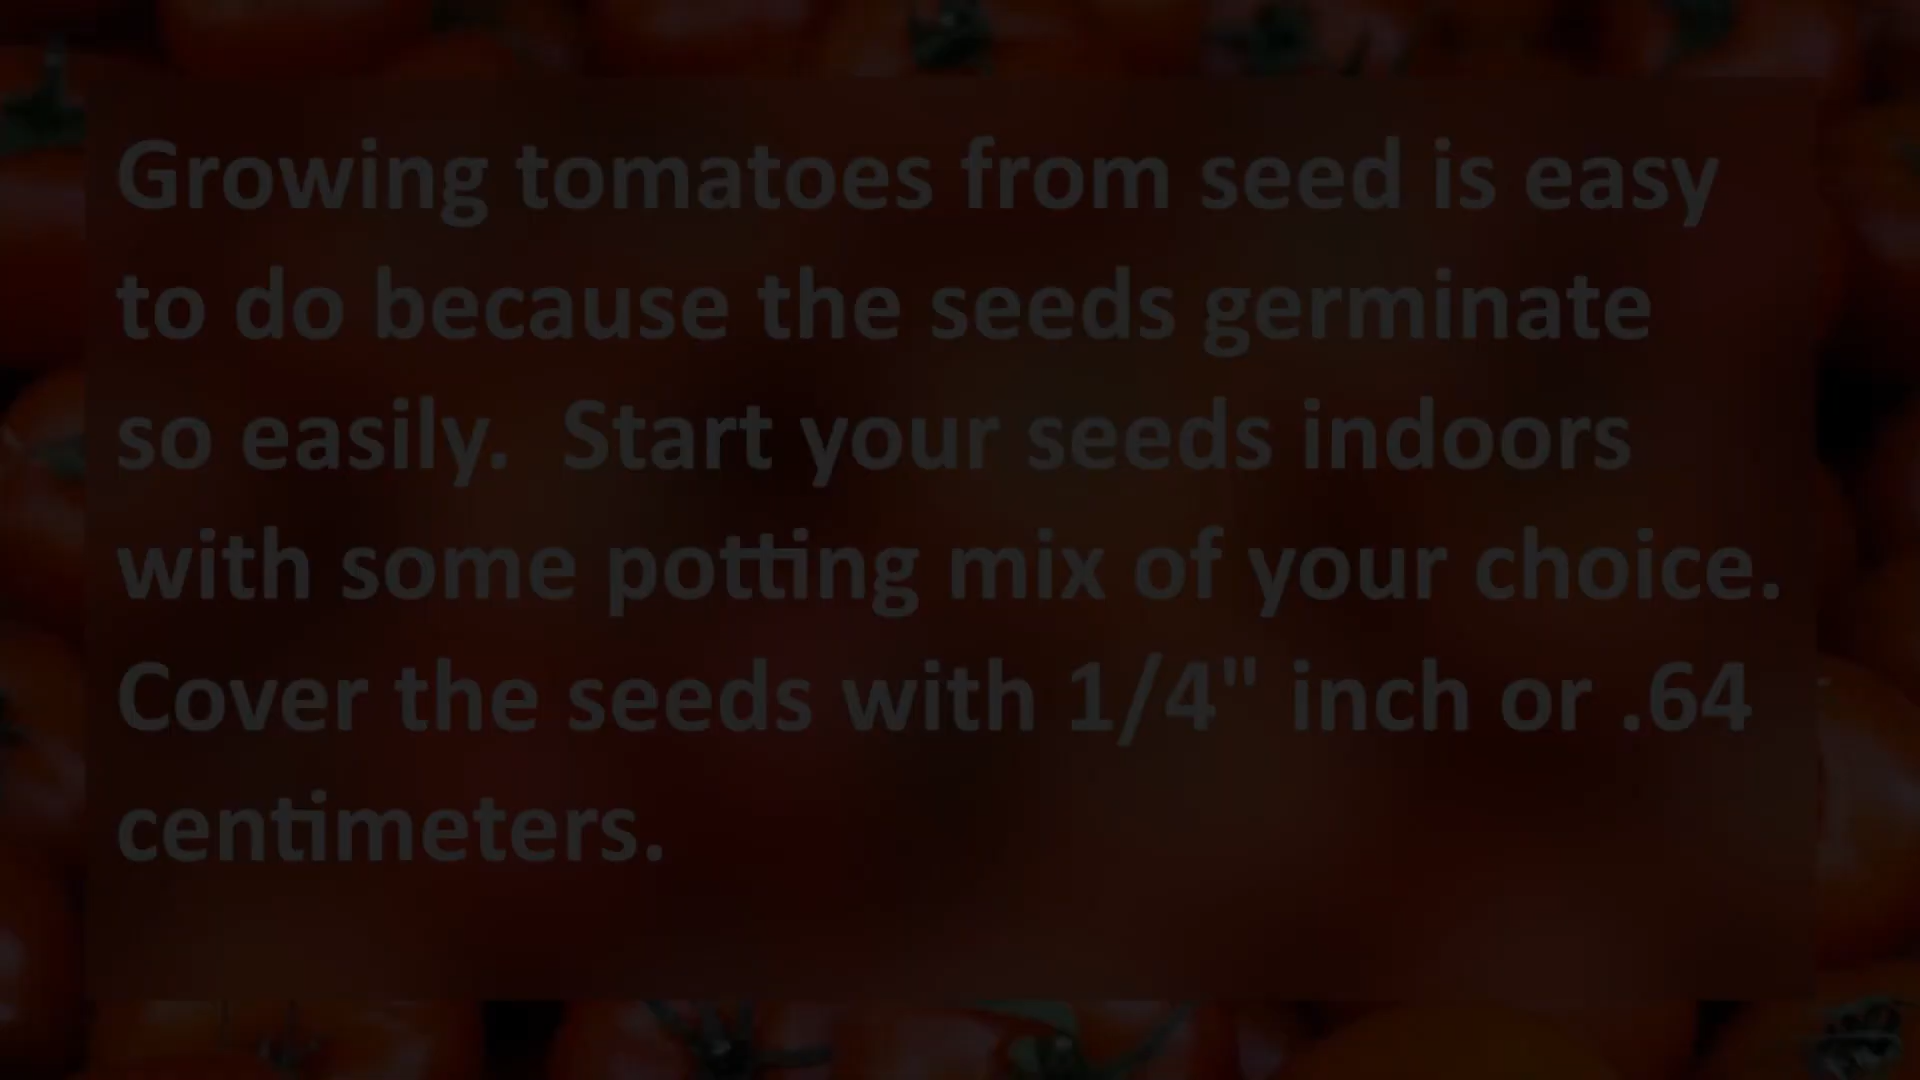 Growing tomatoes from seed is easy
to do because the seeds germinate
so easily.  Start your seeds indoors
with some potting mix of your choice.
Cover the seeds with 1/4" inch or .64
centimeters.